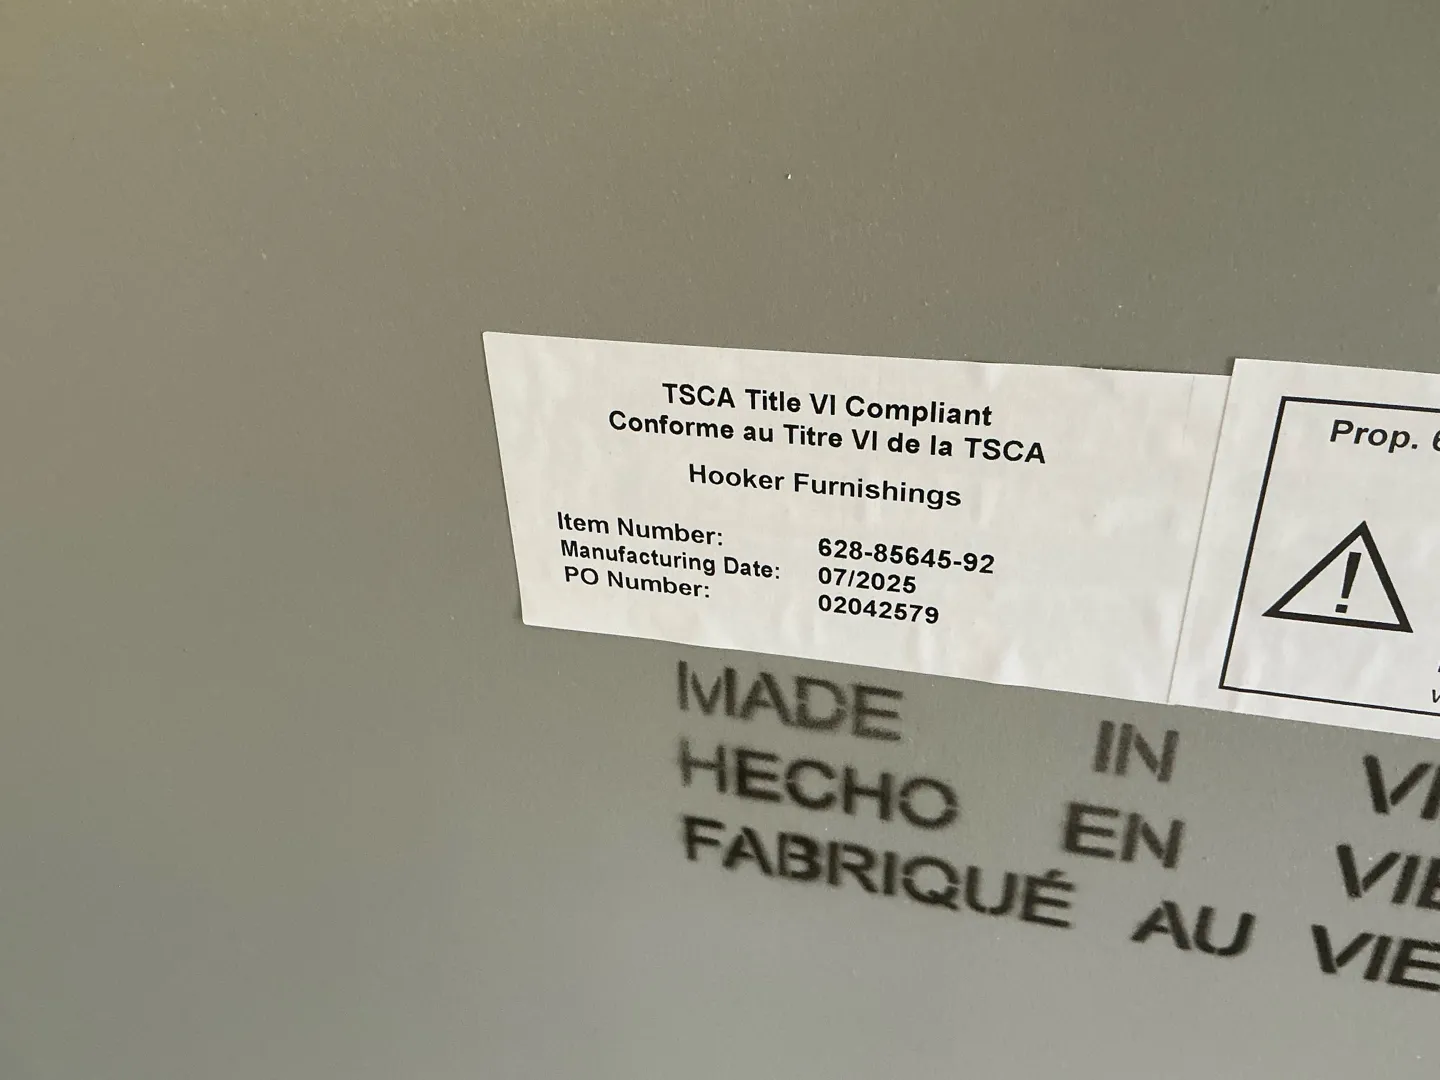 TSCA Title VI Compliant
Conforme au Titre VI de la TSCA
Hooker Furnishings
Item Number: 628-85645-92
Manufacturing Date: 07/2025
PO Number: 02042579
Prop.
!
MADE IN
HECHO EN
FABRIQUÉ AU